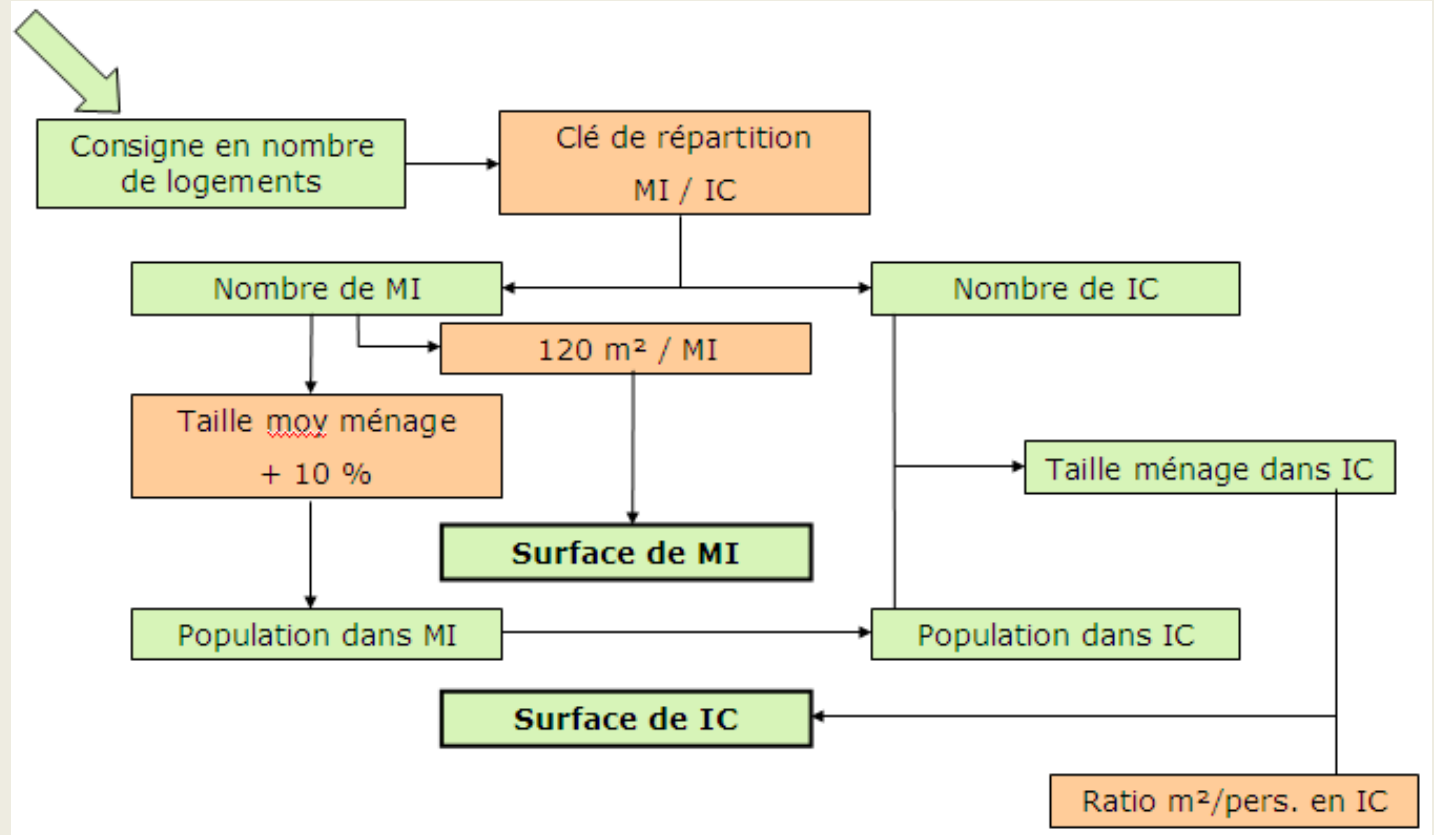 Consigne en nombre
de logements
Clé de répartition
MI / IC
Nombre de MI
Nombre de IC
120 m² / MI
Taille moy ménage
+ 10 %
Taille ménage dans IC
Surface de MI
Population dans MI
Population dans IC
Surface de IC
Ratio m²/pers. en IC